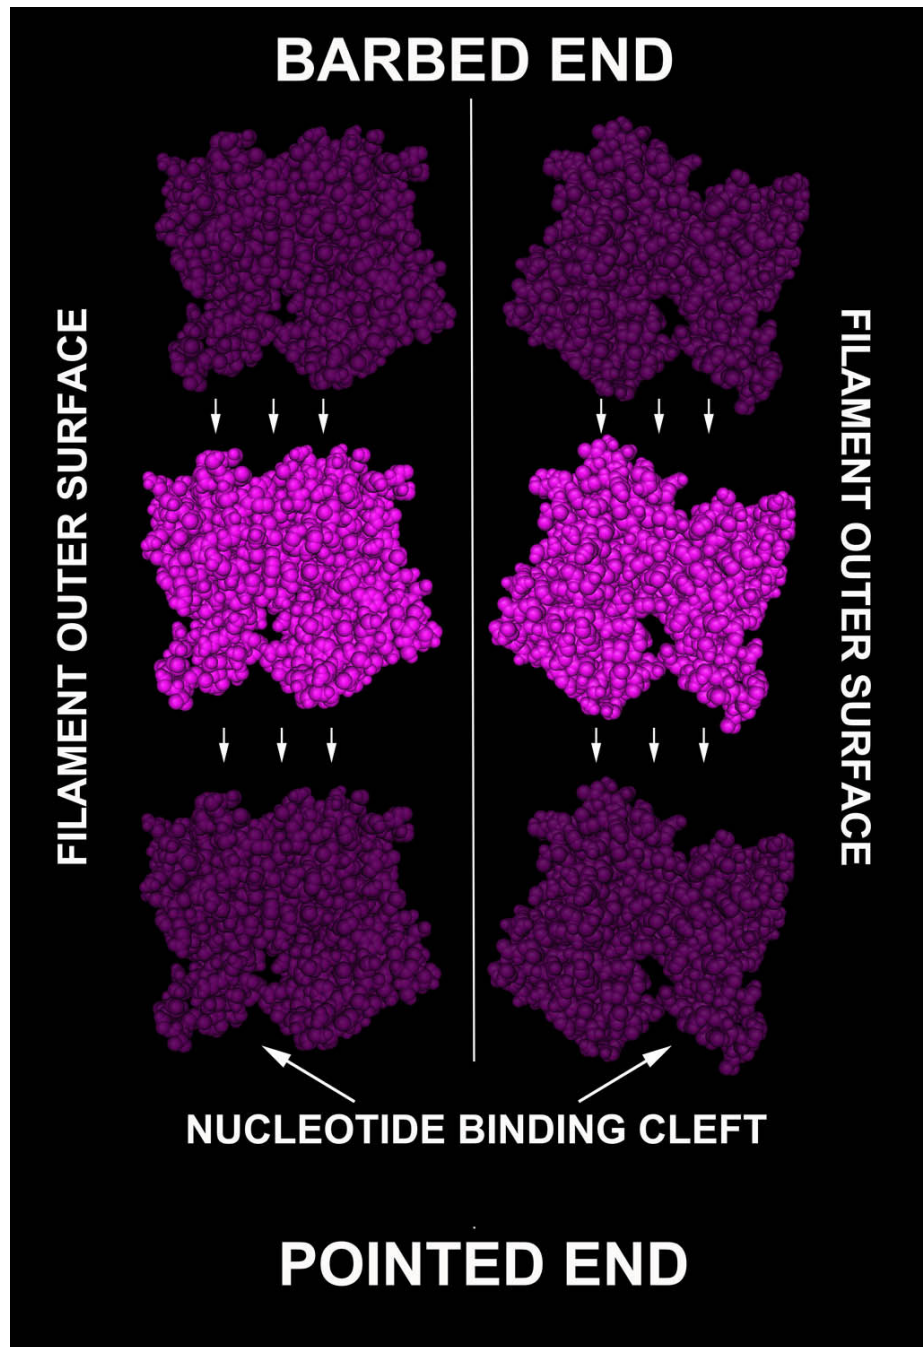 BARBED END
FILAMENT OUTER SURFACE
FILAMENT OUTER SURFACE
NUCLEOTIDE BINDING CLEFT
POINTED END